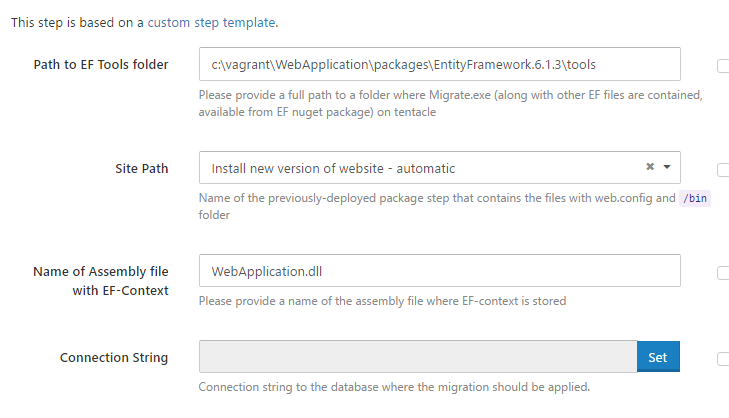 This step is based on a custom step template.
Path to EF Tools folder
c:\vagrant\WebApplication\packages\EntityFramework.6.1.3\tools
Please provide a full path to a folder where Migrate.exe (along with other EF files are contained,
available from EF nuget package) on tentacle
Site Path
Install new version of website - automatic
Name of the previously-deployed package step that contains the files with web.config and /bin
folder
Name of Assembly file
with EF-Context
WebApplication.dll
Please provide a name of the assembly file where EF-context is stored
Connection String
Set
Connection string to the database where the migration should be applied.